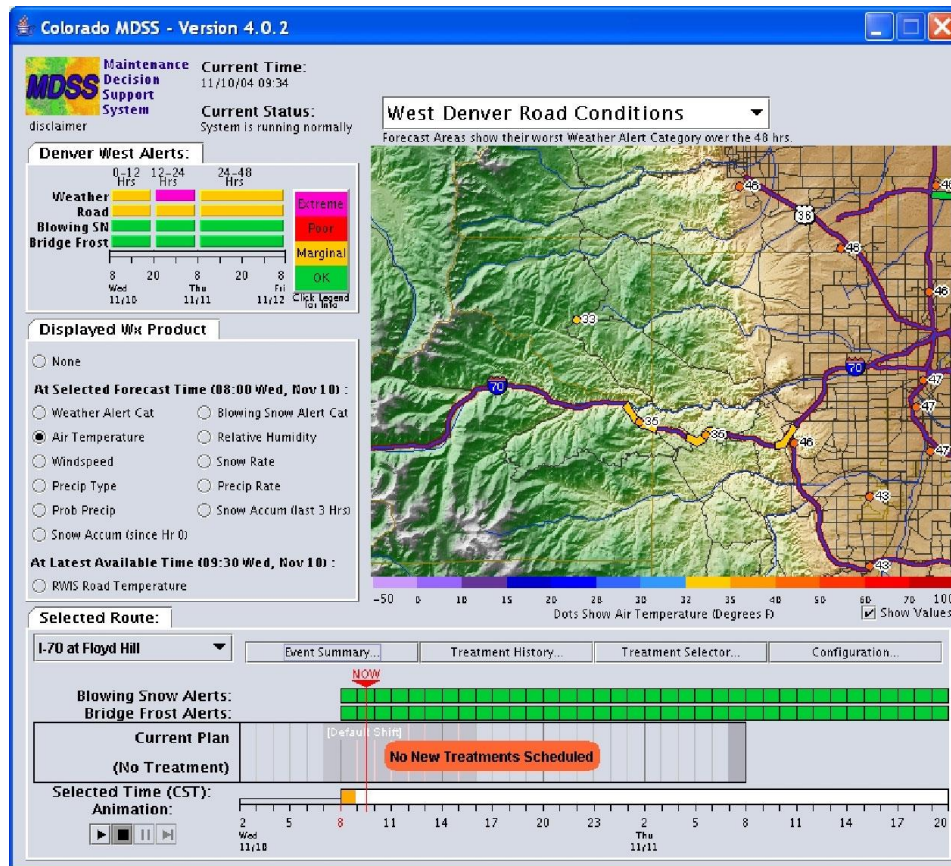 Colorado MDSS - Version 4.0.2
MDSS
Maintenance
Decision
Support
System
disclaimer
Current Time:
11/10/04 09:34
Current Status:
System is running normally
West Denver Road Conditions
Forecast Areas show their worst Weather Alert Category over the 48 hrs.
Denver West Alerts:
0-12 12-24 24-48
Hrs Hrs Hrs
Weather
Road
Blowing SN
Bridge Frost
Extreme
Poor
Marginal
OK
Click Legend
for Info
8 20 8 20 8
Wed Thu Fri
11/10 11/11 11/12
Displayed Wx Product
None
At Selected Forecast Time (08:00 Wed, Nov 10) :
Weather Alert Cat Blowing Snow Alert Cat
Air Temperature Relative Humidity
Windspeed Snow Rate
Precip Type Precip Rate
Prob Precip Snow Accum (last 3 Hrs)
Snow Accum (since Hr 0)
At Latest Available Time (09:30 Wed, Nov 10) :
RWIS Road Temperature
46
36
48
46
33
70
70
47
35
35
46
47
47
43
43
-50 0 10 15 20 28 30 32 35 40 50 60 70 100
Dots Show Air Temperature (Degrees F)
Show Values
Selected Route:
I-70 at Floyd Hill
Event Summary... Treatment History... Treatment Selector... Configuration...
NOW
Blowing Snow Alerts:
Bridge Frost Alerts:
Current Plan
(No Treatment)
[Default Shift]
No New Treatments Scheduled
Selected Time (CST):
Animation:
2 5 8 11 14 17 20 23 2 5 8 11 14 17 20
Wed Thu
11/10 11/11